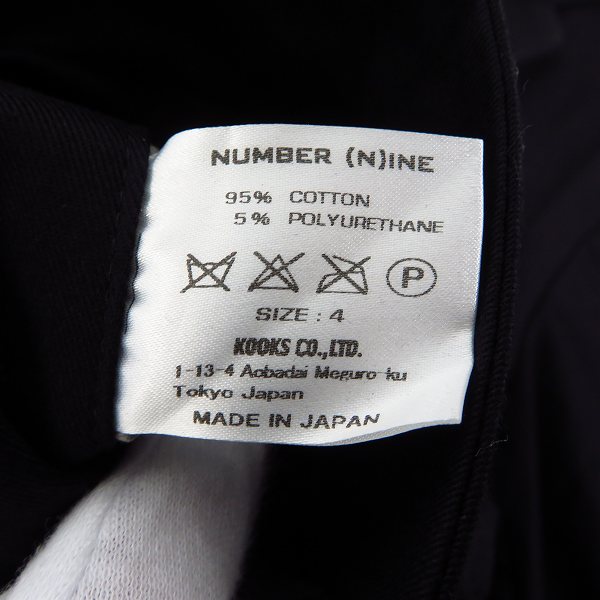 NUMBER (N)INE
95% COTTON
5% POLYURETHANE
P
SIZE : 4
KOOKS CO.,LTD.
1-13-4 Aobadai Meguro-ku
Tokyo Japan
MADE IN JAPAN